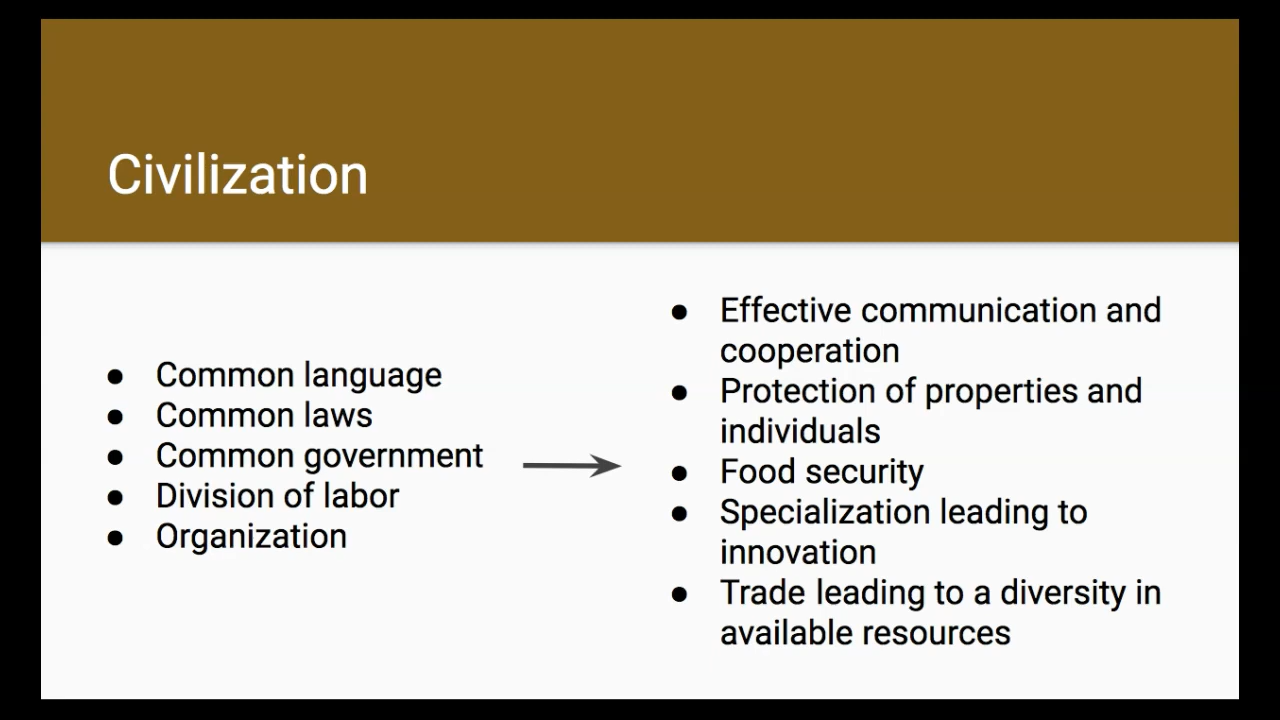 Civilization
● Common language
● Common laws
● Common government
● Division of labor
● Organization
● Effective communication and
cooperation
● Protection of properties and
individuals
● Food security
● Specialization leading to
innovation
● Trade leading to a diversity in
available resources